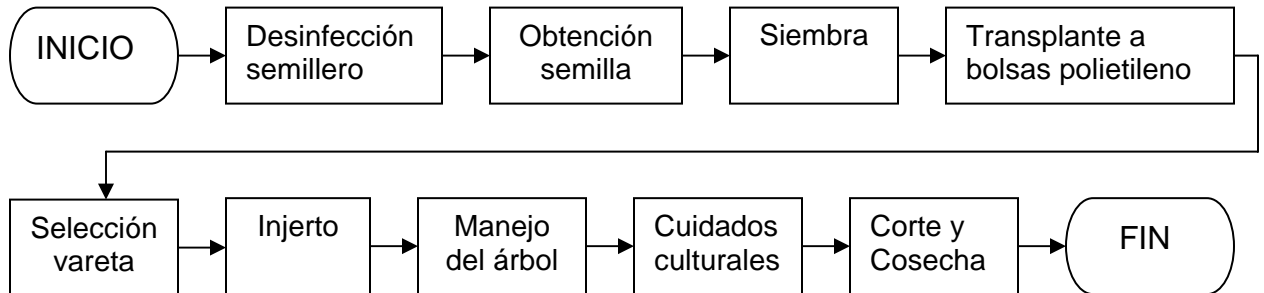 INICIO
Desinfección
semillero
Obtención
semilla
Siembra
Transplante a
bolsas polietileno
Selección
vareta
Injerto
Manejo
del árbol
Cuidados
culturales
Corte y
Cosecha
FIN